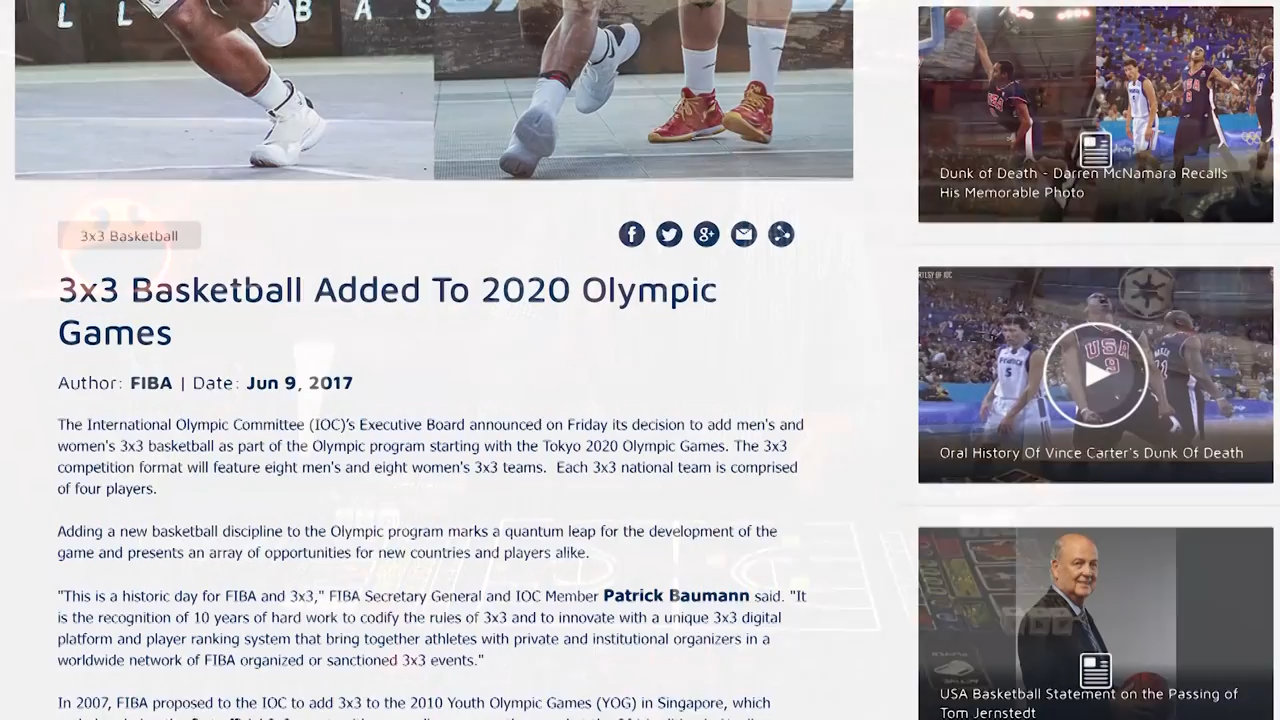 L L B A S
3x3 Basketball
3x3 Basketball Added To 2020 Olympic
Games
Author: FIBA | Date: Jun 9, 2017
The International Olympic Committee (IOC)'s Executive Board announced on Friday its decision to add men's and
women's 3x3 basketball as part of the Olympic program starting with the Tokyo 2020 Olympic Games. The 3x3
competition format will feature eight men's and eight women's 3x3 teams. Each 3x3 national team is comprised
of four players.
Adding a new basketball discipline to the Olympic program marks a quantum leap for the development of the
game and presents an array of opportunities for new countries and players alike.
"This is a historic day for FIBA and 3x3," FIBA Secretary General and IOC Member Patrick Baumann said. "It
is the recognition of 10 years of hard work to codify the rules of 3x3 and to innovate with a unique 3x3 digital
platform and player ranking system that bring together athletes with private and institutional organizers in a
worldwide network of FIBA organized or sanctioned 3x3 events."
In 2007, FIBA proposed to the IOC to add 3x3 to the 2010 Youth Olympic Games (YOG) in Singapore, which
USA
USA
9
Dunk of Death - Darren McNamara Recalls
His Memorable Photo
France
5
USA
9
Oral History Of Vince Carter's Dunk Of Death
USA Basketball Statement on the Passing of
Tom Jernstedt